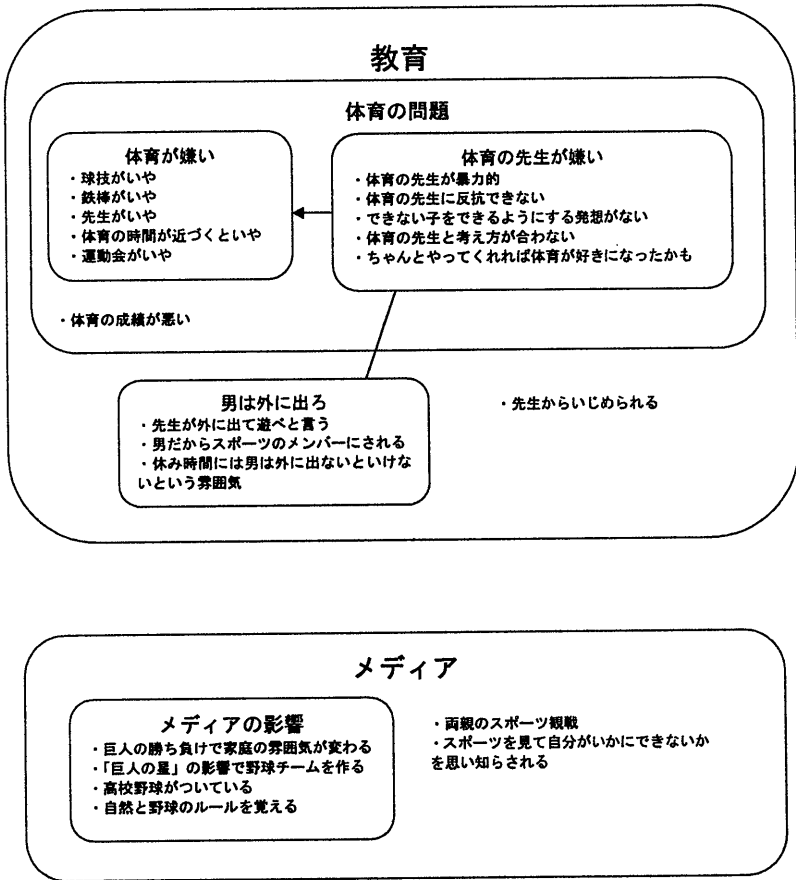 教育
体育の問題
体育が嫌い
・球技がいや
・鉄棒がいや
・先生がいや
・体育の時間が近づくといや
・運動会がいや
体育の先生が嫌い
・体育の先生が暴力的
・体育の先生に反抗できない
・できない子をできるようにする発想がない
・体育の先生と考え方が合わない
・ちゃんとやってくれれば体育が好きになったかも
・体育の成績が悪い
男は外に出ろ
・先生が外に出て遊べと言う
・男だからスポーツのメンバーにされる
・休み時間には男は外に出ないといけな
いという雰囲気
・先生からいじめられる
メディア
メディアの影響
・巨人の勝ち負けで家庭の雰囲気が変わる
・「巨人の星」の影響で野球チームを作る
・高校野球がついている
・自然と野球のルールを覚える
・両親のスポーツ観戦
・スポーツを見て自分がいかにできないか
を思い知らされる